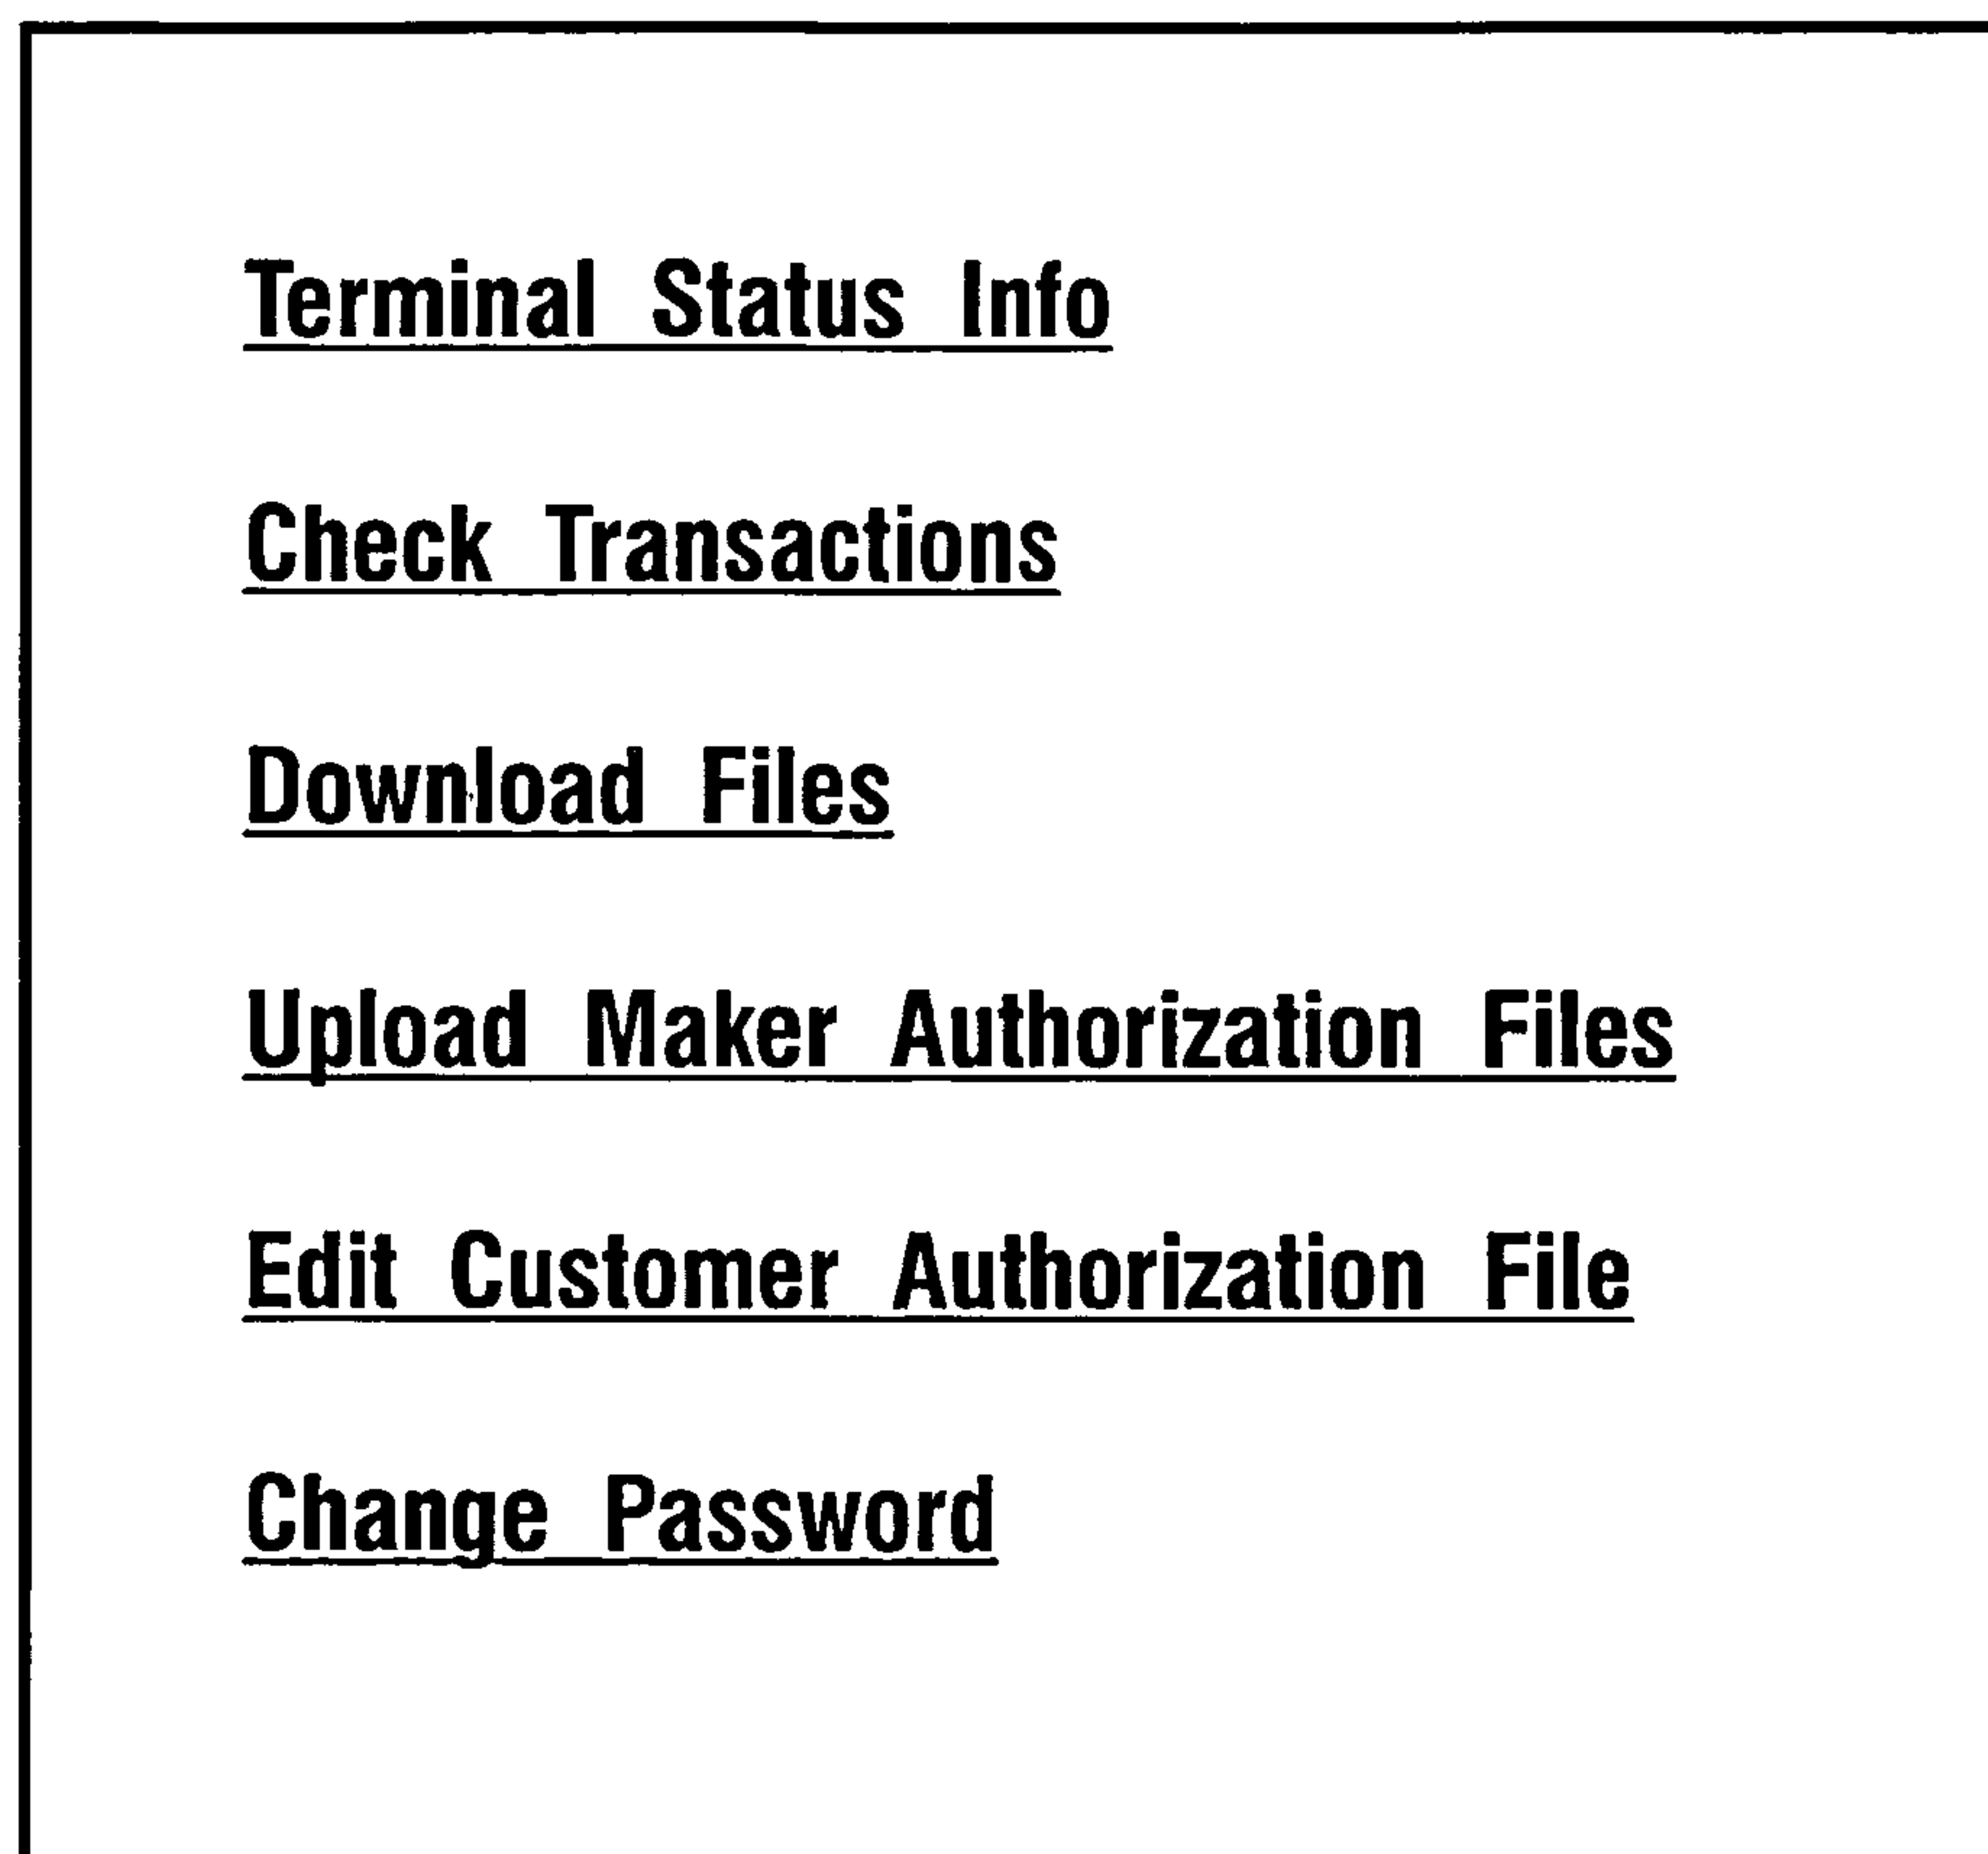 Terminal Status Info
Check Transactions
Download Files
Upload Maker Authorization Files
Edit Customer Authorization File
Change Password